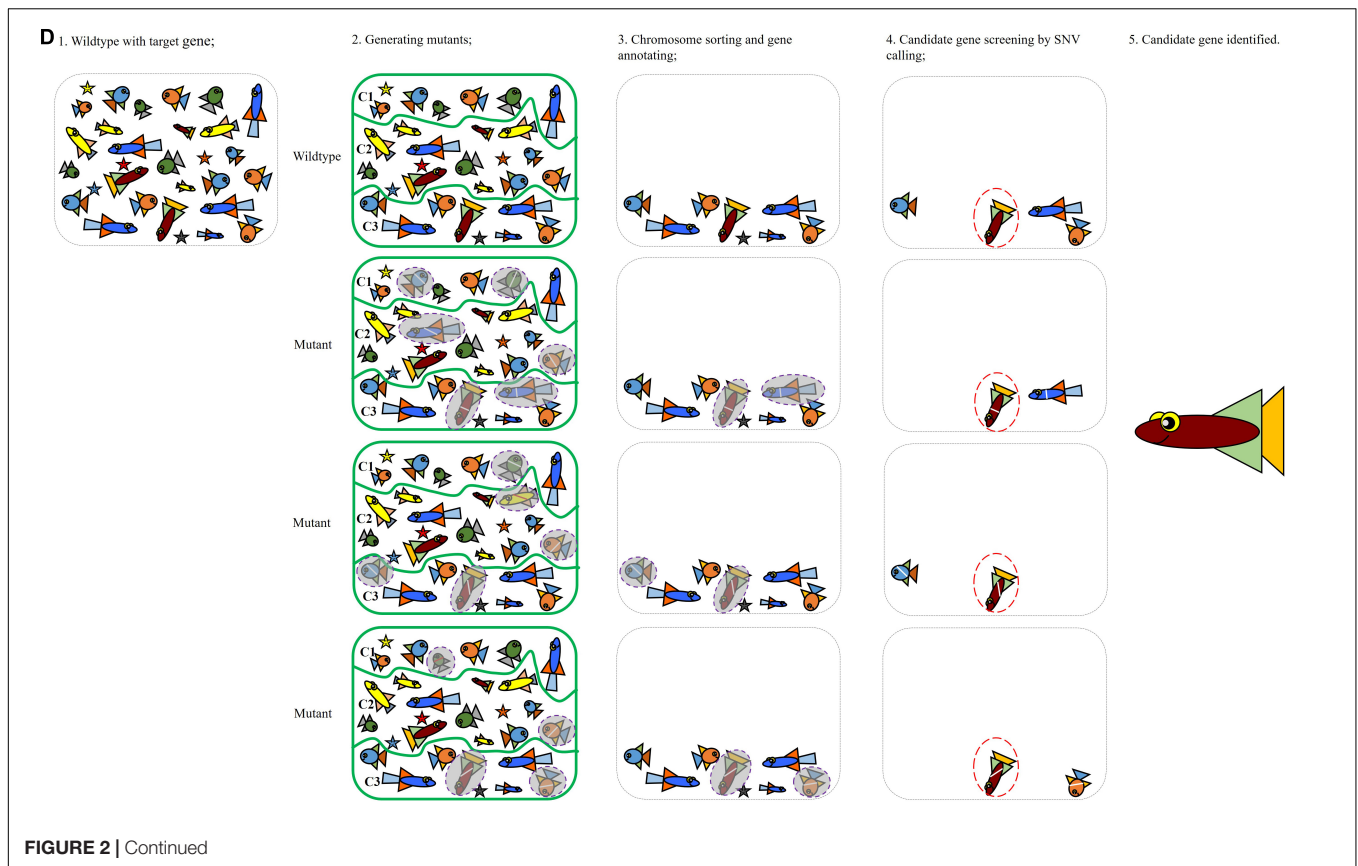 D 1. Wildtype with target gene;
2. Generating mutants;
3. Chromosome sorting and gene
annotating;
4. Candidate gene screening by SNV
calling;
5. Candidate gene identified.
Wildtype
C1
C2
C3
Mutant
C1
C2
C3
Mutant
C1
C2
C3
Mutant
C1
C2
C3
FIGURE 2 | Continued